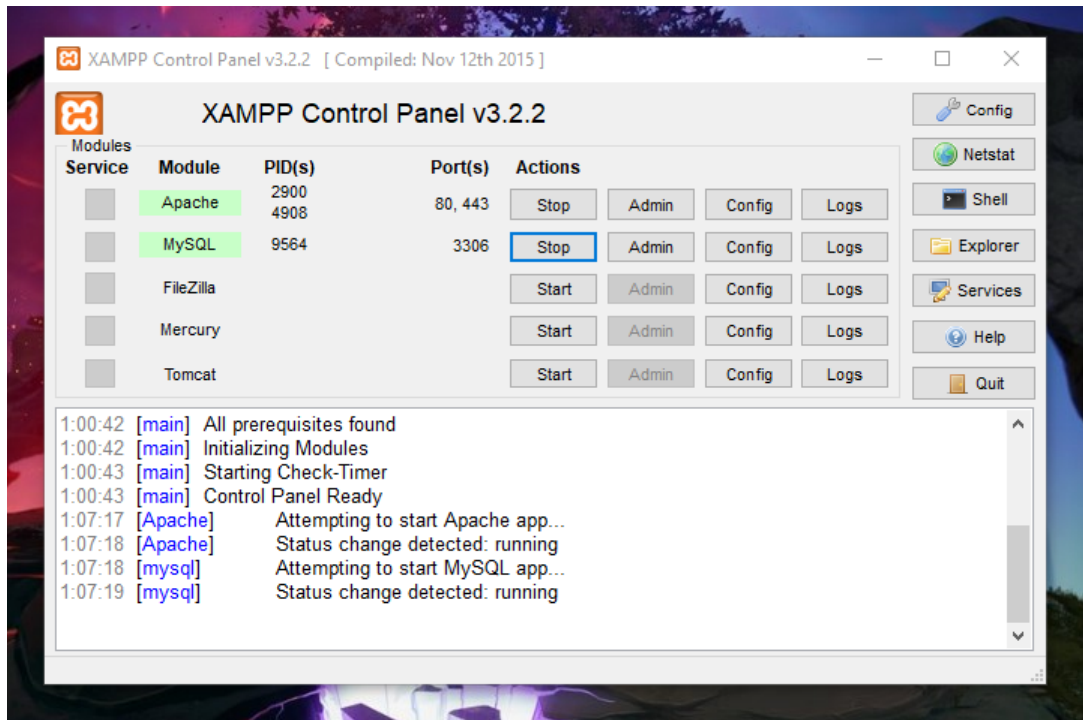 XAMPP Control Panel v3.2.2 [ Compiled: Nov 12th 2015 ]
XAMPP Control Panel v3.2.2
Config
Modules
Netstat
Service Module PID(s) Port(s) Actions
Apache 2900 4908 80, 443 Stop Admin Config Logs
Shell
MySQL 9564 3306 Stop Admin Config Logs
Explorer
FileZilla Start Admin Config Logs
Services
Mercury Start Admin Config Logs
Help
Tomcat Start Admin Config Logs
Quit
1:00:42 [main] All prerequisites found
1:00:42 [main] Initializing Modules
1:00:43 [main] Starting Check-Timer
1:00:43 [main] Control Panel Ready
1:07:17 [Apache] Attempting to start Apache app...
1:07:18 [Apache] Status change detected: running
1:07:18 [mysql] Attempting to start MySQL app...
1:07:19 [mysql] Status change detected: running